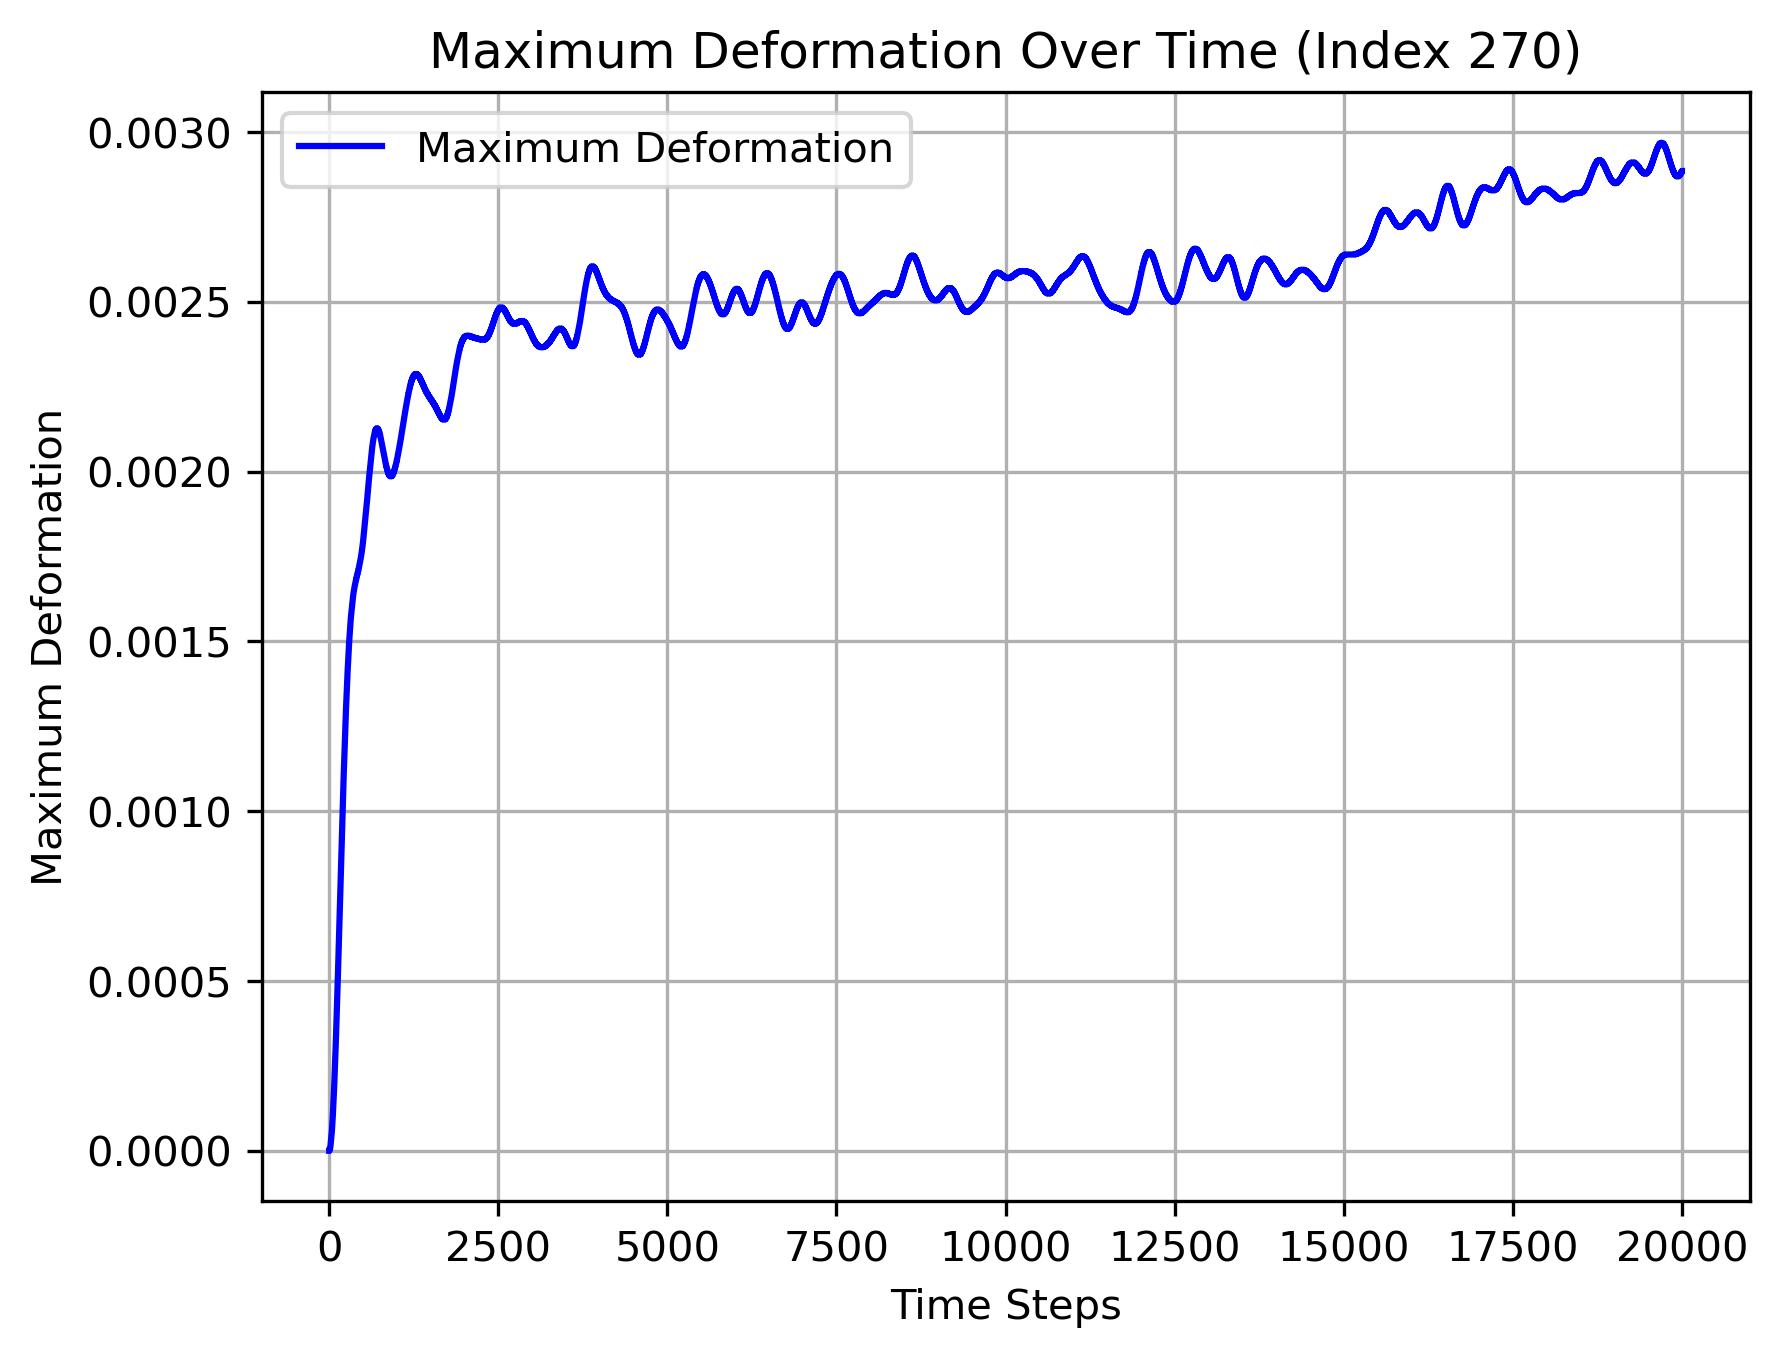 Maximum Deformation Over Time (Index 270)
Maximum Deformation
Maximum Deformation
0.0030
0.0025
0.0020
0.0015
0.0010
0.0005
0.0000
0 2500 5000 7500 10000 12500 15000 17500 20000
Time Steps